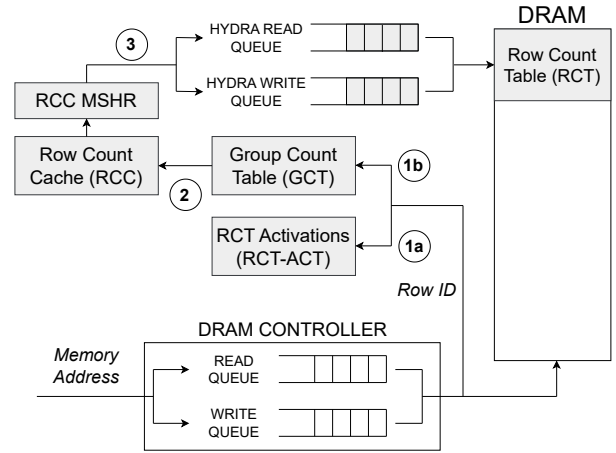 DRAM
3
HYDRA READ
QUEUE
HYDRA WRITE
QUEUE
Row Count
Table (RCT)
RCC MSHR
Row Count
Cache (RCC)
2
Group Count
Table (GCT)
1b
RCT Activations
(RCT-ACT)
1a
Row ID
DRAM CONTROLLER
Memory
Address
READ
QUEUE
WRITE
QUEUE